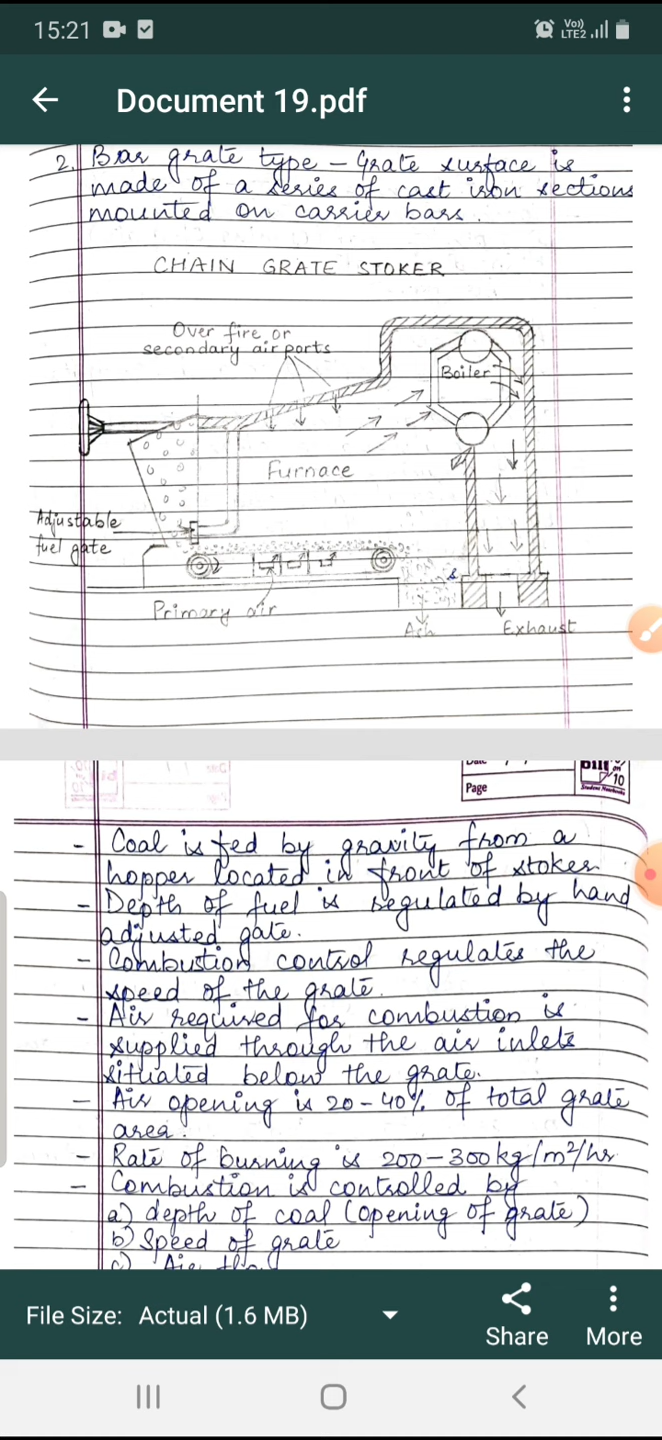 15:21
Vo)) LTE2
Document 19.pdf
2. Bar grate type - Grate surface is
made of a series of cast iron sections
mounted on carrier bars.
CHAIN GRATE STOKER
Over fire or
secondary air ports
Boiler
Furnace
Adjustable
fuel gate
Primary air
Ash
Exhaust
Page
10
- Coal is fed by gravity from a
hopper located in front of stoker
- Depth of fuel is regulated by hand
adjusted gate.
- Combustion control regulates the
speed of the grate.
- Air required for combustion is
supplied through the air inlets
situated below the grate.
- Air opening is 20-40% of total grate
area.
- Rate of burning is 200-300 kg/m²/hr
- Combustion is controlled by
a) depth of coal (opening of grate)
b) Speed of grate
c) Air
File Size: Actual (1.6 MB)
Share
More